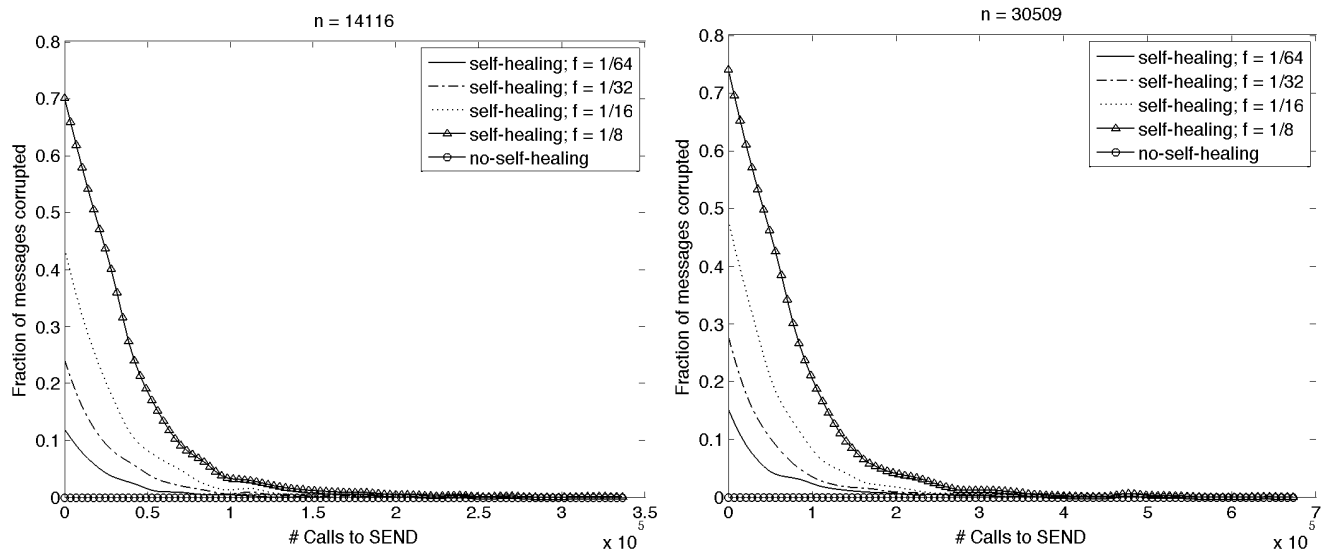 n = 14116
0.8
0.7
0.6
0.5
0.4
0.3
0.2
0.1
0
Fraction of messages corrupted
self-healing; f = 1/64
self-healing; f = 1/32
self-healing; f = 1/16
self-healing; f = 1/8
no-self-healing
0 0.5 1 1.5 2 2.5 3 3.5
# Calls to SEND
x 10^5
n = 30509
0.8
0.7
0.6
0.5
0.4
0.3
0.2
0.1
0
Fraction of messages corrupted
self-healing; f = 1/64
self-healing; f = 1/32
self-healing; f = 1/16
self-healing; f = 1/8
no-self-healing
0 1 2 3 4 5 6 7
# Calls to SEND
x 10^5